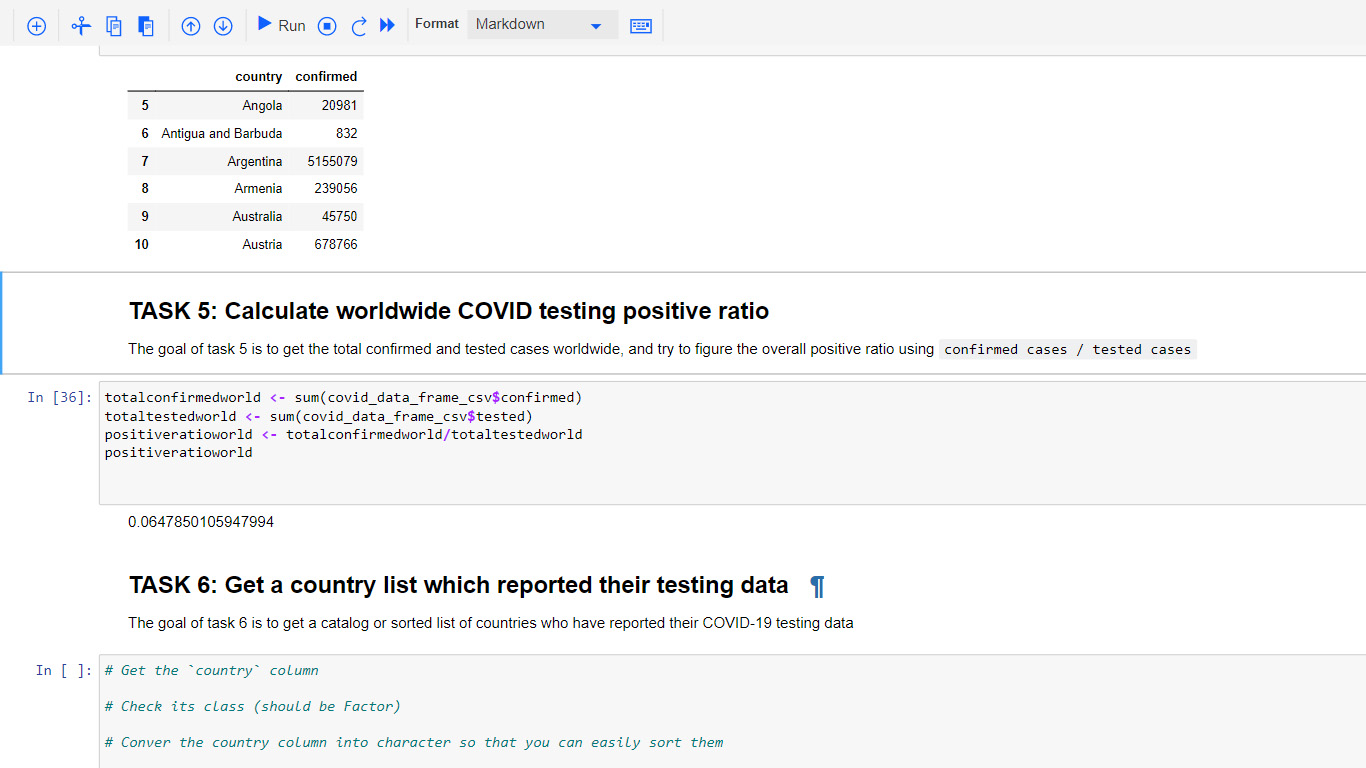 Run Format Markdown
country confirmed
5 Angola 20981
6 Antigua and Barbuda 832
7 Argentina 5155079
8 Armenia 239056
9 Australia 45750
10 Austria 678766
TASK 5: Calculate worldwide COVID testing positive ratio
The goal of task 5 is to get the total confirmed and tested cases worldwide, and try to figure the overall positive ratio using confirmed cases / tested cases
In [36]: totalconfirmedworld <- sum(covid_data_frame_csv$confirmed)
totaltestedworld <- sum(covid_data_frame_csv$tested)
positiveratioworld <- totalconfirmedworld/totaltestedworld
positiveratioworld
0.0647850105947994
TASK 6: Get a country list which reported their testing data ¶
The goal of task 6 is to get a catalog or sorted list of countries who have reported their COVID-19 testing data
In [ ]: # Get the `country` column
# Check its class (should be Factor)
# Conver the country column into character so that you can easily sort them